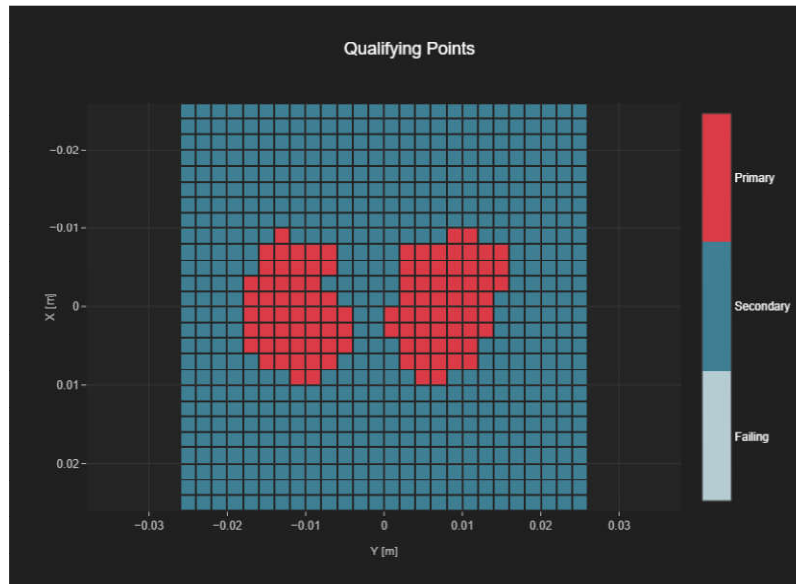 Qualifying Points
Primary
Secondary
Failing
X [m]
−0.02
−0.01
0
0.01
0.02
−0.03
−0.02
−0.01
0
0.01
0.02
0.03
Y [m]